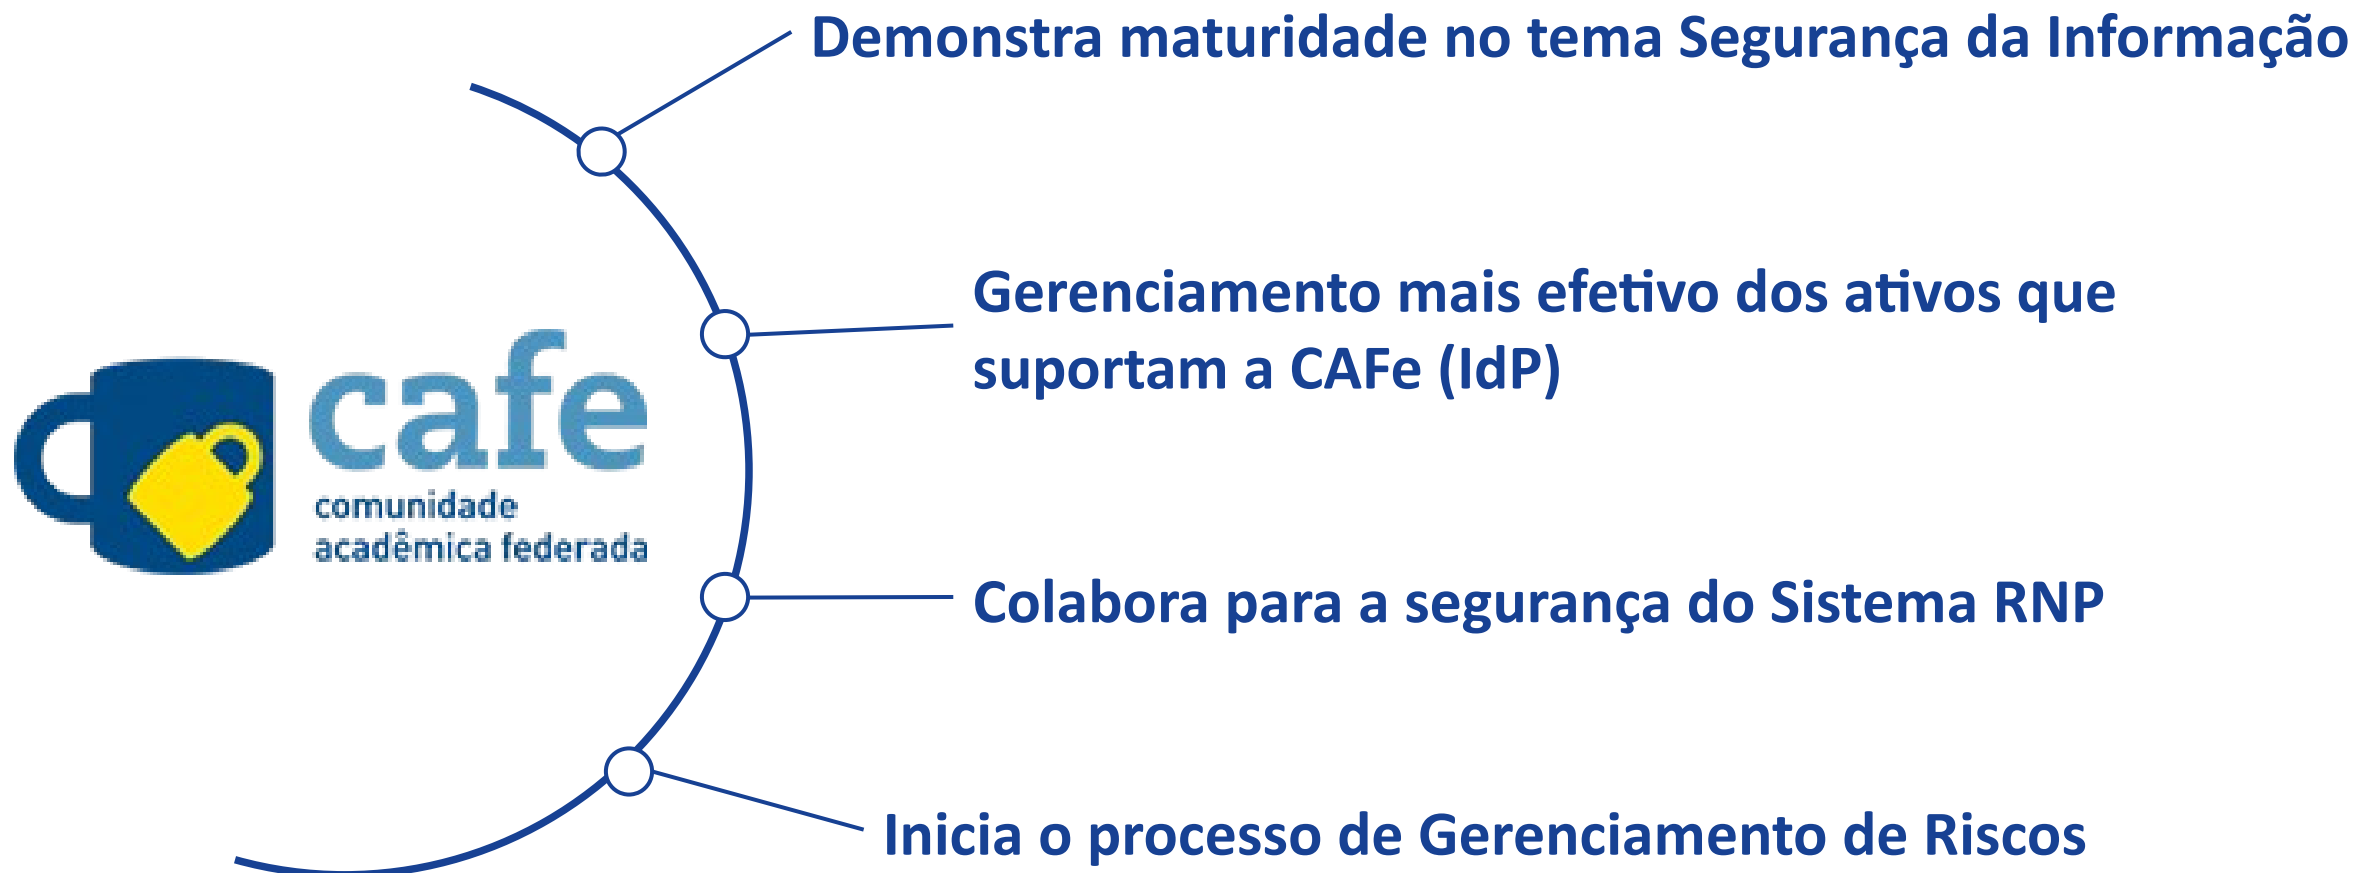 Demonstra maturidade no tema Segurança da Informação
Gerenciamento mais efetivo dos ativos que
suportam a CAFe (IdP)
cafe
comunidade
acadêmica federada
Colabora para a segurança do Sistema RNP
Inicia o processo de Gerenciamento de Riscos